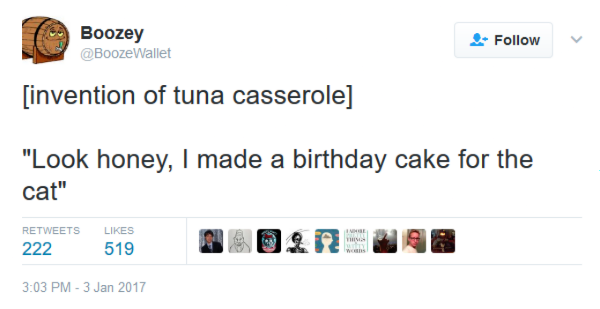 Boozey
@BoozeWallet
Follow
[invention of tuna casserole]
"Look honey, I made a birthday cake for the
cat"
RETWEETS LIKES
222 519
3:03 PM - 3 Jan 2017